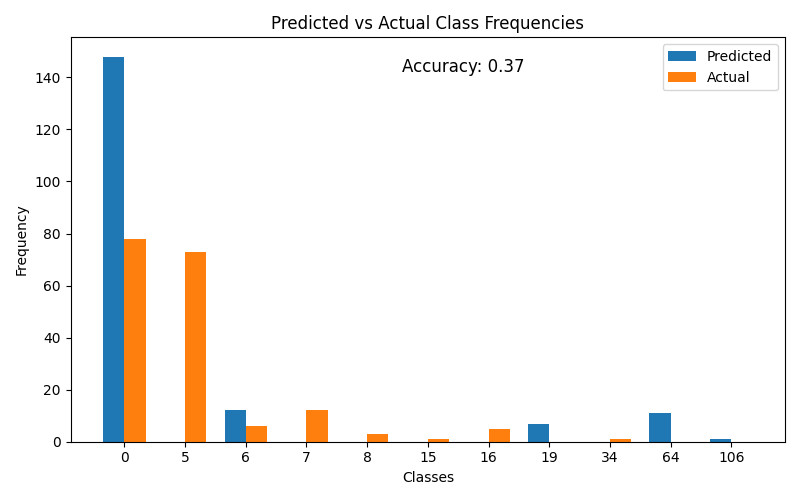 Predicted vs Actual Class Frequencies
Accuracy: 0.37
Predicted
Actual
Frequency
140
120
100
80
60
40
20
0
0 5 6 7 8 15 16 19 34 64 106
Classes